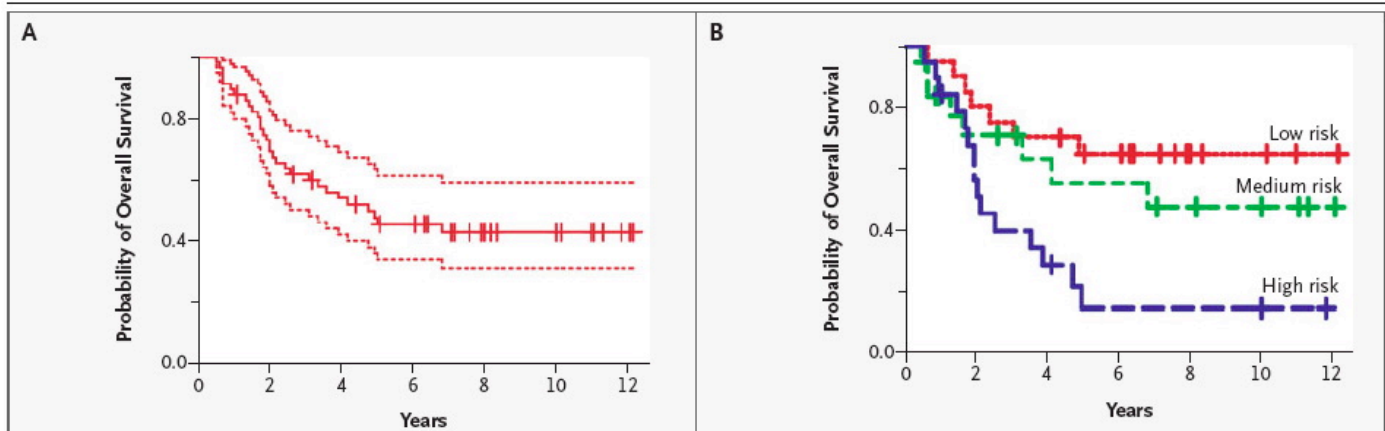 A
Probability of Overall Survival
0.8
0.4
0.0
0 2 4 6 8 10 12
Years
B
Probability of Overall Survival
0.8
0.4
0.0
Low risk
Medium risk
High risk
0 2 4 6 8 10 12
Years